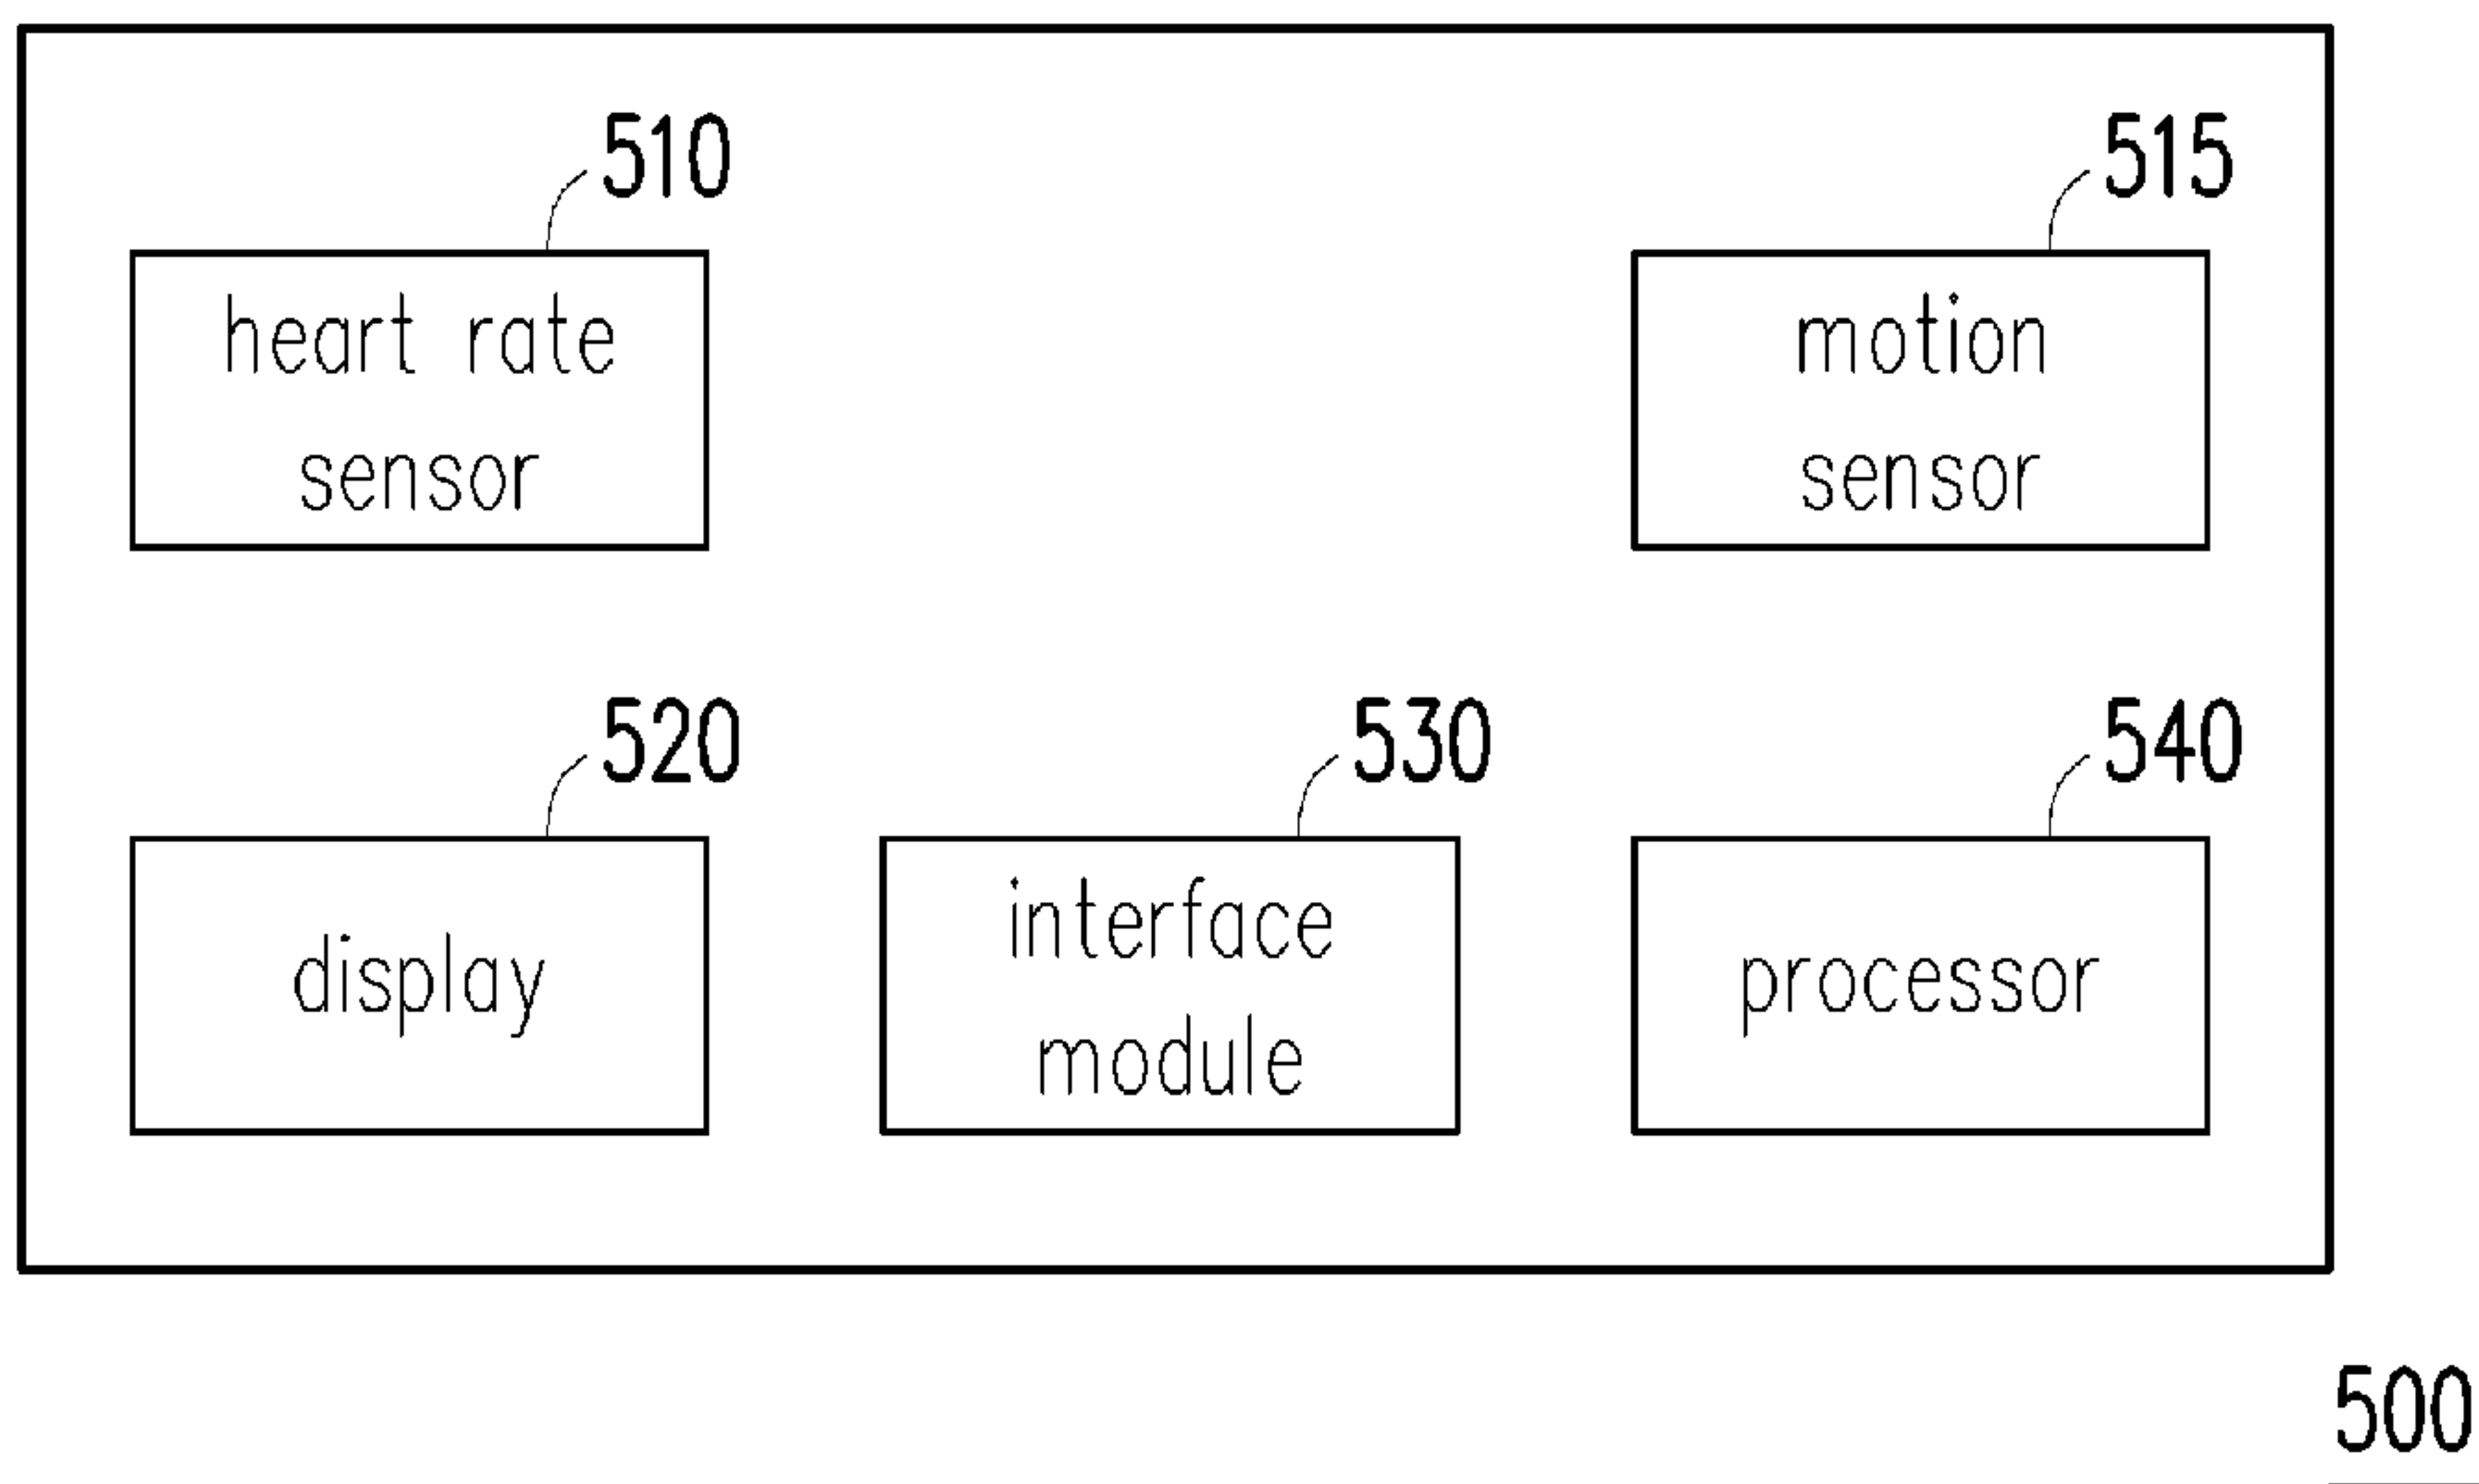 510
515
heart rate
sensor
motion
sensor
520
530
540
display
interface
module
processor
500